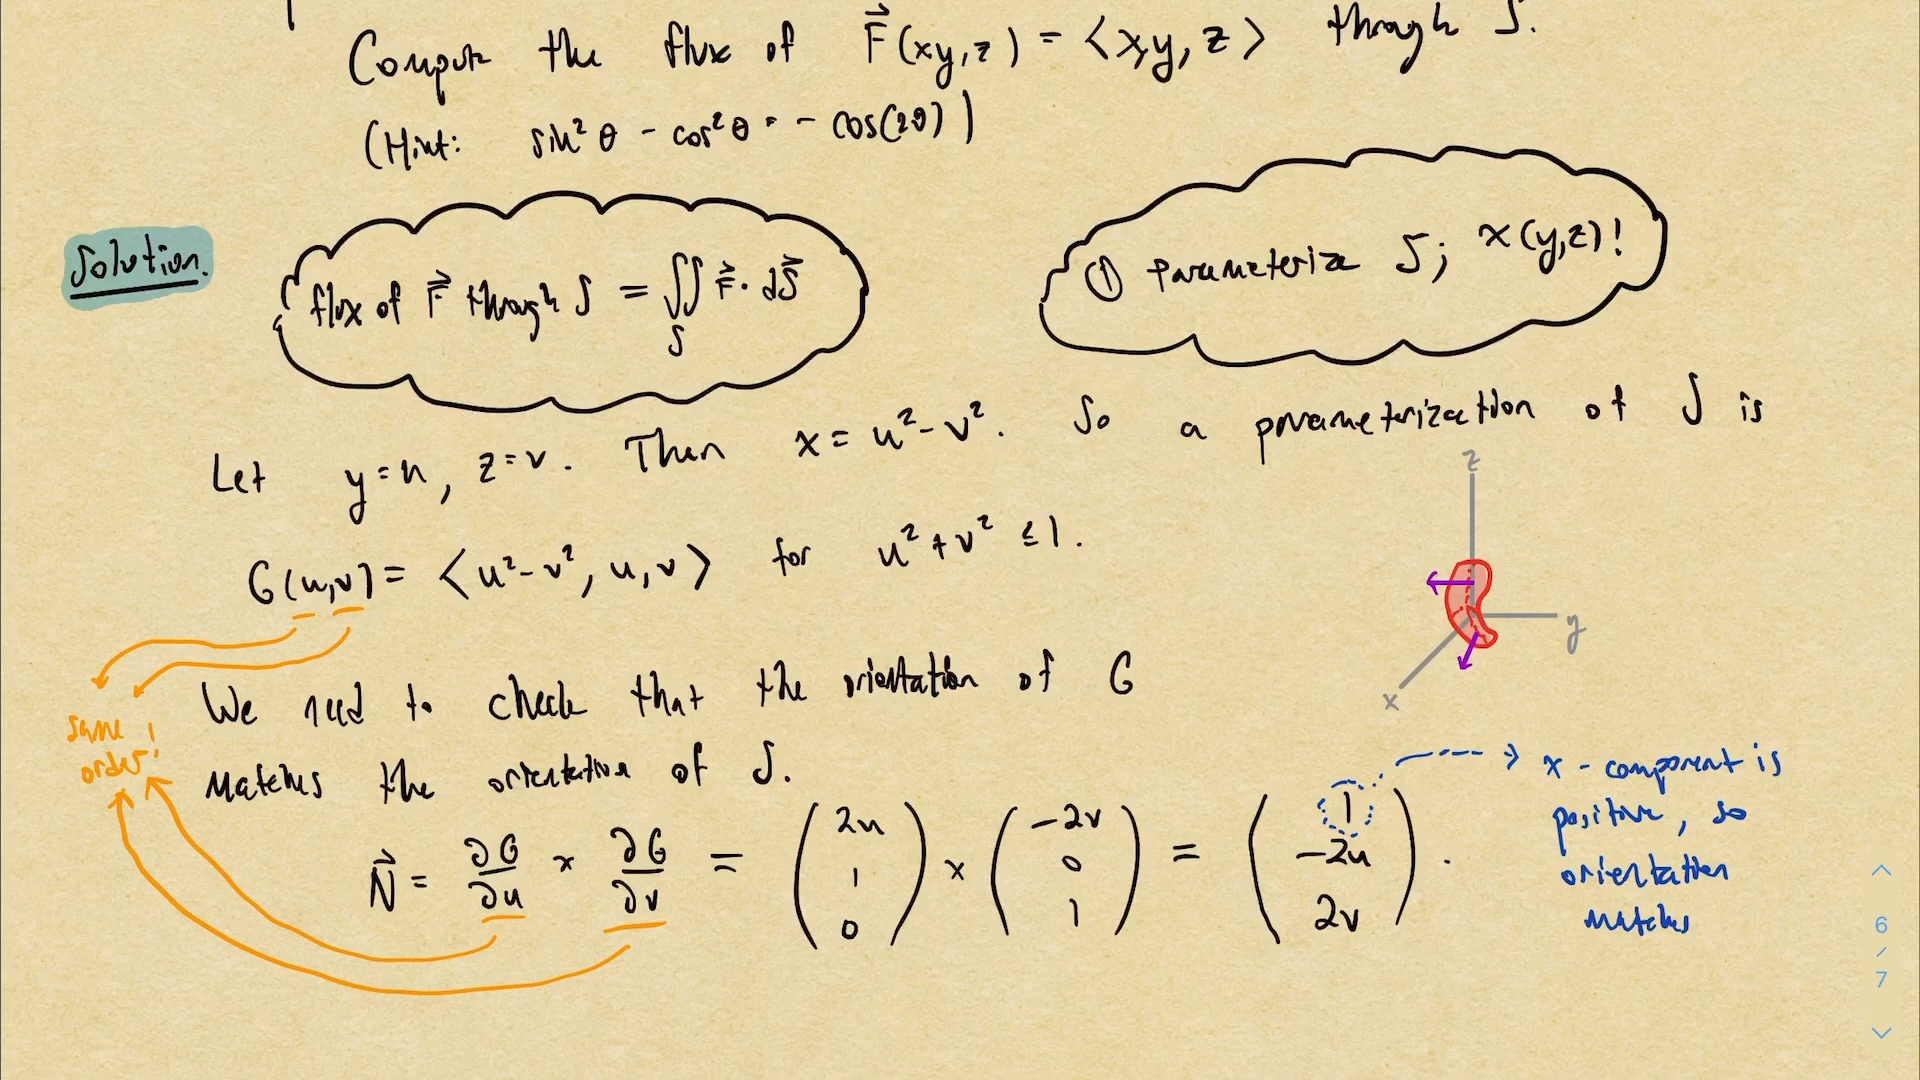 Compute the flux of F⃗(xy,z) = ⟨x,y, z⟩ through S.
(Hint: sin² θ - cos² θ = - cos(2θ))
Solution.
flux of F⃗ through S = ∬ F⃗ · dS⃗
S
① Parameterize S; x(y,z)!
Let y=u, z=v. Then x = u² - v². So a parameterization of S is
G(u,v) = ⟨u²-v², u, v⟩ for u² + v² ≤ 1.
z
y
x
We need to check that the orientation of G
matches the orientation of S.
same order!
N⃗ = ∂G/∂u × ∂G/∂v = (2u 1 0) × (-2v 0 1) = (1 -2u 2v).
x - component is
positive, so
orientation
matches
6
/
7